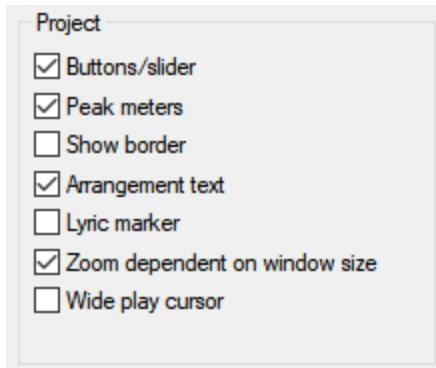 Project
Buttons/slider
Peak meters
Show border
Arrangement text
Lyric marker
Zoom dependent on window size
Wide play cursor